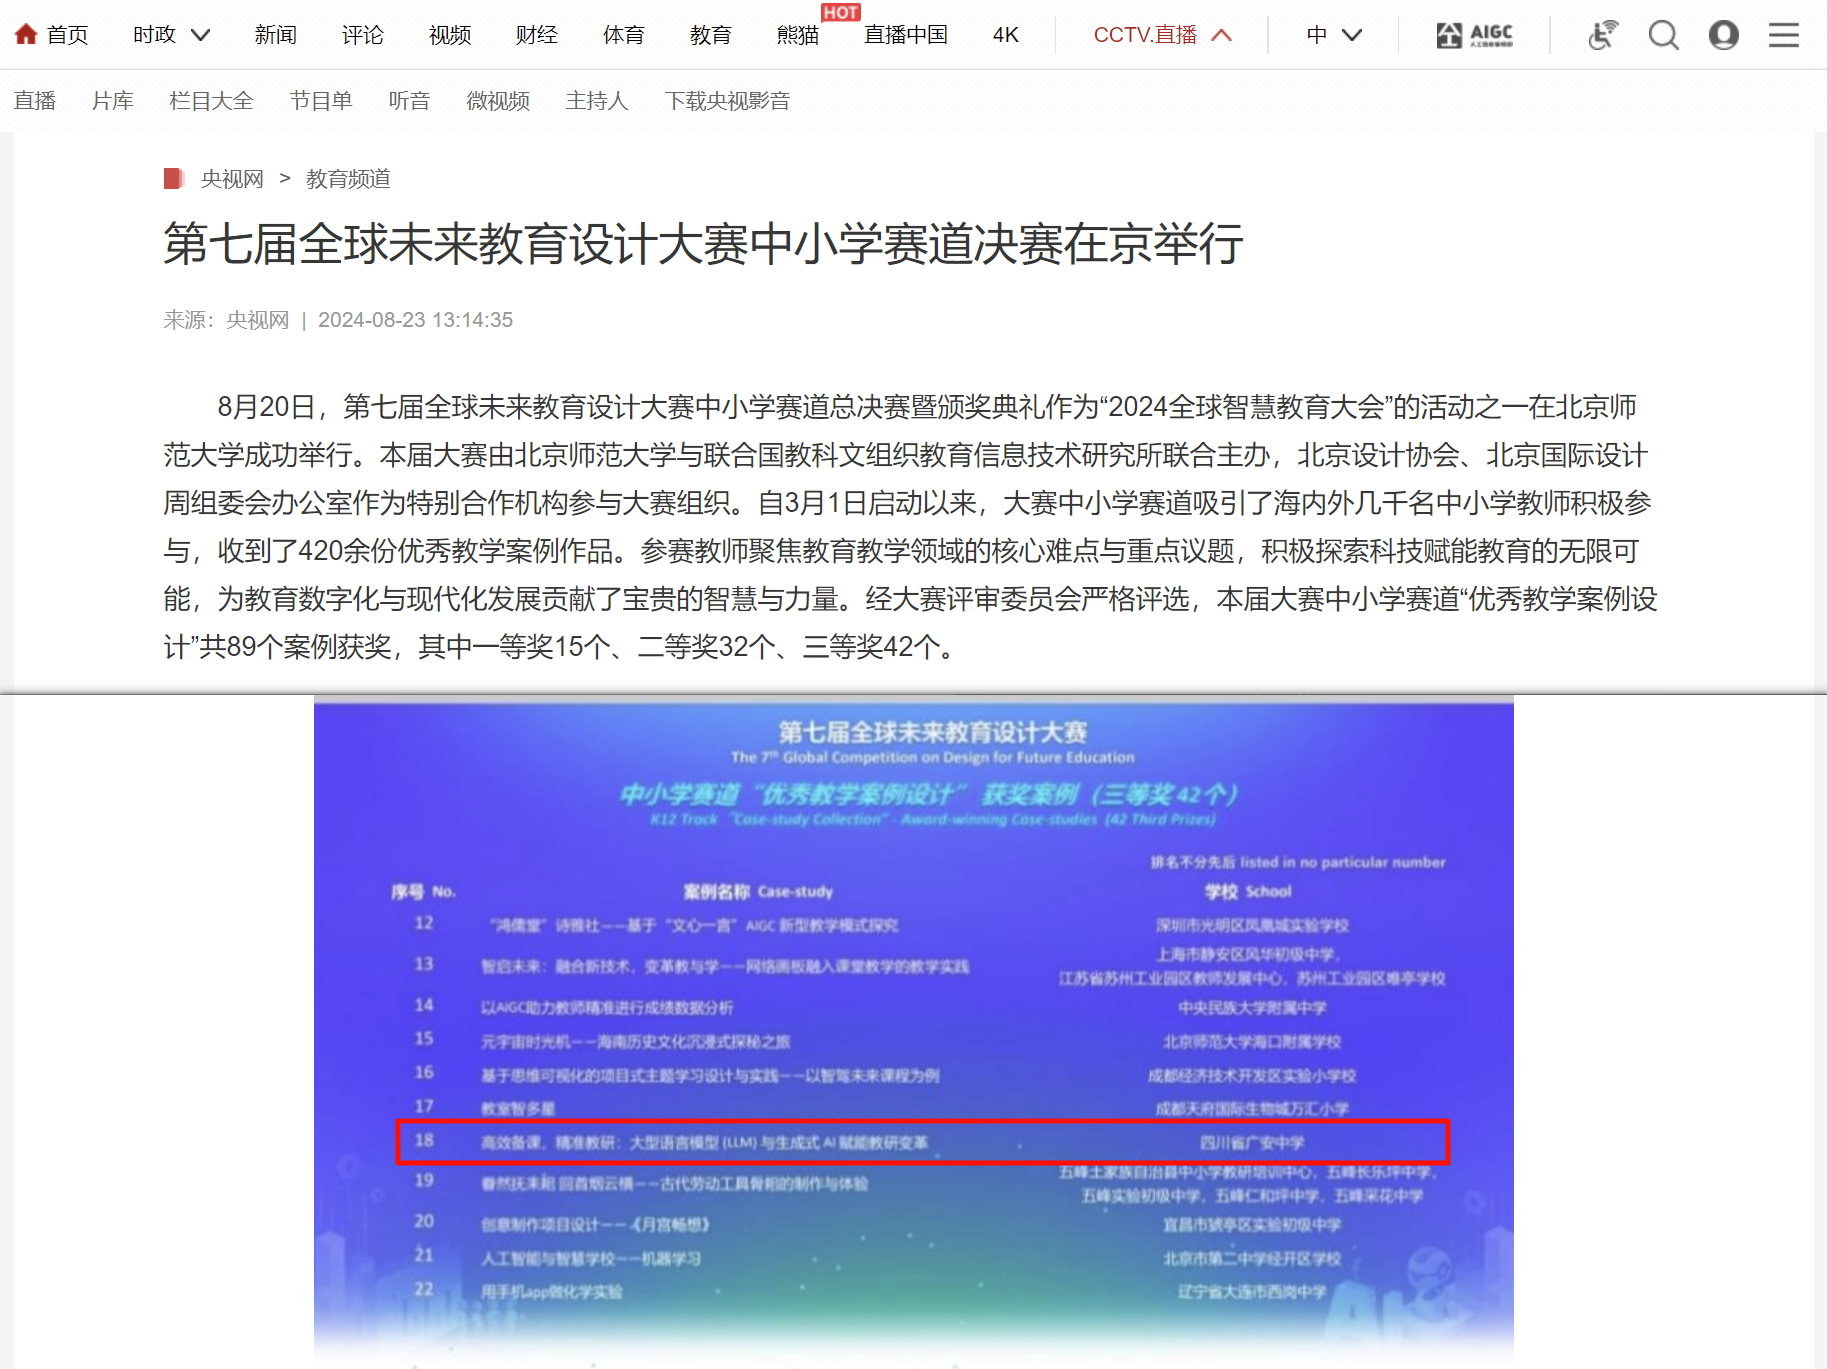 首页 时政 新闻 评论 视频 财经 体育 教育 熊猫 HOT 直播中国 4K CCTV.直播 中 AIGC
直播 片库 栏目大全 节目单 听音 微视频 主持人 下载央视影音
央视网 > 教育频道
第七届全球未来教育设计大赛中小学赛道决赛在京举行
来源：央视网 | 2024-08-23 13:14:35
8月20日，第七届全球未来教育设计大赛中小学赛道总决赛暨颁奖典礼作为“2024全球智慧教育大会”的活动之一在北京师
范大学成功举行。本届大赛由北京师范大学与联合国教科文组织教育信息技术研究所联合主办，北京设计协会、北京国际设计
周组委会办公室作为特别合作机构参与大赛组织。自3月1日启动以来，大赛中小学赛道吸引了海内外几千名中小学教师积极参
与，收到了420余份优秀教学案例作品。参赛教师聚焦教育教学领域的核心难点与重点议题，积极探索科技赋能教育的无限可
能，为教育数字化与现代化发展贡献了宝贵的智慧与力量。经大赛评审委员会严格评选，本届大赛中小学赛道“优秀教学案例设
计”共89个案例获奖，其中一等奖15个、二等奖32个、三等奖42个。
第七届全球未来教育设计大赛
The 7th Global Competition on Design for Future Education
中小学赛道“优秀教学案例设计”获奖案例（三等奖 42个）
K12 Track “Case-study Collection” - Award-winning Case-studies (42 Third Prizes)
排名不分先后 listed in no particular number
序号 No. 案例名称 Case-study 学校 School
12 “鸿儒堂”诗雅社——基于“文心一言”AIGC 新型教学模式探究 深圳市光明区凤凰城实验学校
13 智启未来：融合新技术，变革教与学——网络画板融入课堂教学的教学实践 上海市静安区风华初级中学，
江苏省苏州工业园区教师发展中心，苏州工业园区唯亭学校
14 以AIGC助力教师精准进行成绩数据分析 中央民族大学附属中学
15 元宇宙时光机——海南历史文化沉浸式探秘之旅 北京师范大学海口附属学校
16 基于思维可视化的项目式主题学习设计与实践——以智驾未来课程为例 成都经济技术开发区实验小学校
17 教室智多星 成都天府国际生物城万汇小学
18 高效备课，精准教研：大型语言模型 (LLM) 与生成式 AI 赋能教研变革 四川省广安中学
19 回首烟云横——古代劳动工具骨耜的制作与体验 五峰土家族自治县中小学教研培训中心，五峰长乐坪中学，
五峰实验初级中学，五峰仁和坪中学，五峰采花中学
20 创意制作项目设计——《月宫畅想》 宜昌市猇亭区实验初级中学
21 人工智能与智慧学校——机器学习 北京市第二中学经开区学校
22 用手机app做化学实验 辽宁省大连市西岗中学